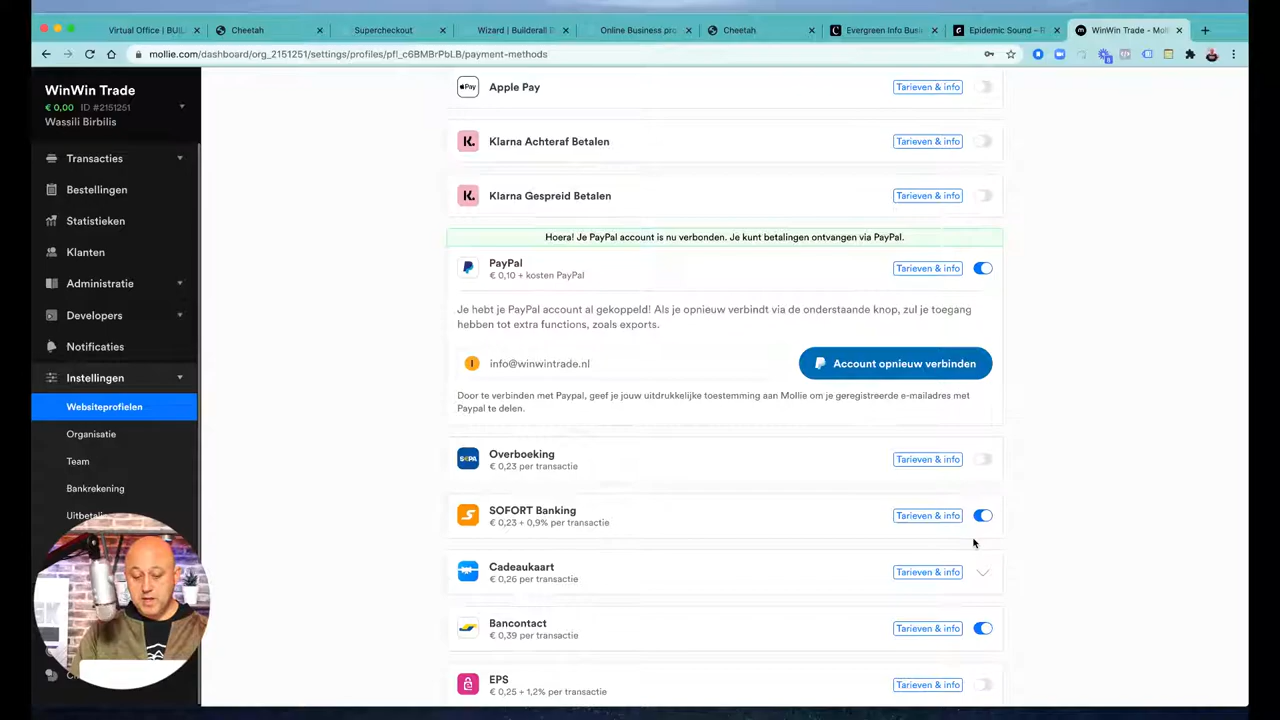 Virtual Office | BUIL
Cheetah
Supercheckout
Wizard | Builderall B
Online Business pro
Cheetah
Evergreen Info Busi
Epidemic Sound – R
WinWin Trade - Moll
mollie.com/dashboard/org_2151251/settings/profiles/pfl_c6BMBrPbLB/payment-methods
WinWin Trade
€ 0,00 ID #2151251
Wassili Birbilis
Transacties
Bestellingen
Statistieken
Klanten
Administratie
Developers
Notificaties
Instellingen
Websiteprofielen
Organisatie
Team
Bankrekening
Apple Pay
Tarieven & info
Klarna Achteraf Betalen
Tarieven & info
Klarna Gespreid Betalen
Tarieven & info
Hoera! Je PayPal account is nu verbonden. Je kunt betalingen ontvangen via PayPal.
PayPal
€ 0,10 + kosten PayPal
Tarieven & info
Je hebt je PayPal account al gekoppeld! Als je opnieuw verbindt via de onderstaande knop, zul je toegang
hebben tot extra functions, zoals exports.
info@winwintrade.nl
Account opnieuw verbinden
Door te verbinden met Paypal, geef je jouw uitdrukkelijke toestemming aan Mollie om je geregistreerde e-mailadres met
Paypal te delen.
Overboeking
€ 0,23 per transactie
Tarieven & info
SOFORT Banking
€ 0,23 + 0,9% per transactie
Tarieven & info
Cadeaukaart
€ 0,26 per transactie
Tarieven & info
Bancontact
€ 0,39 per transactie
Tarieven & info
EPS
€ 0,25 + 1,2% per transactie
Tarieven & info